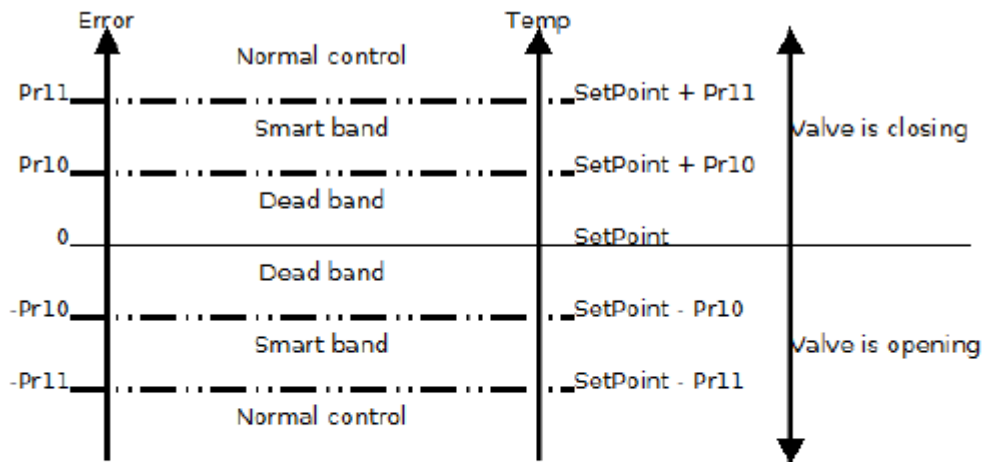 Error
Temp
Normal control
Pr11
SetPoint + Pr11
Smart band
Valve is closing
Pr10
SetPoint + Pr10
Dead band
0
SetPoint
Dead band
-Pr10
SetPoint - Pr10
Smart band
Valve is opening
-Pr11
SetPoint - Pr11
Normal control